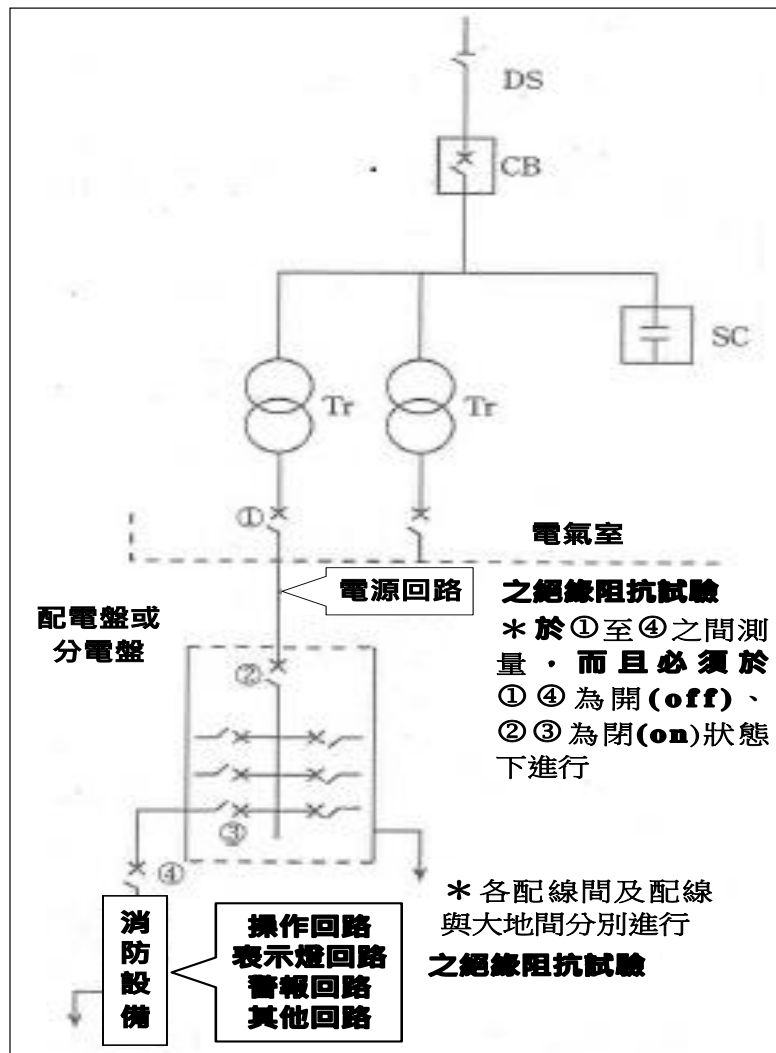 DS
CB
SC
Tr
Tr
①
電氣室
電源回路
之絕緣阻抗試驗
配電盤或
分電盤
＊於①至④之間測
量，而且必須於
①④為開(off)、
②③為閉(on)狀態
下進行
②
③
④
＊各配線間及配線
與大地間分別進行
之絕緣阻抗試驗
消防設備
操作回路
表示燈回路
警報回路
其他回路